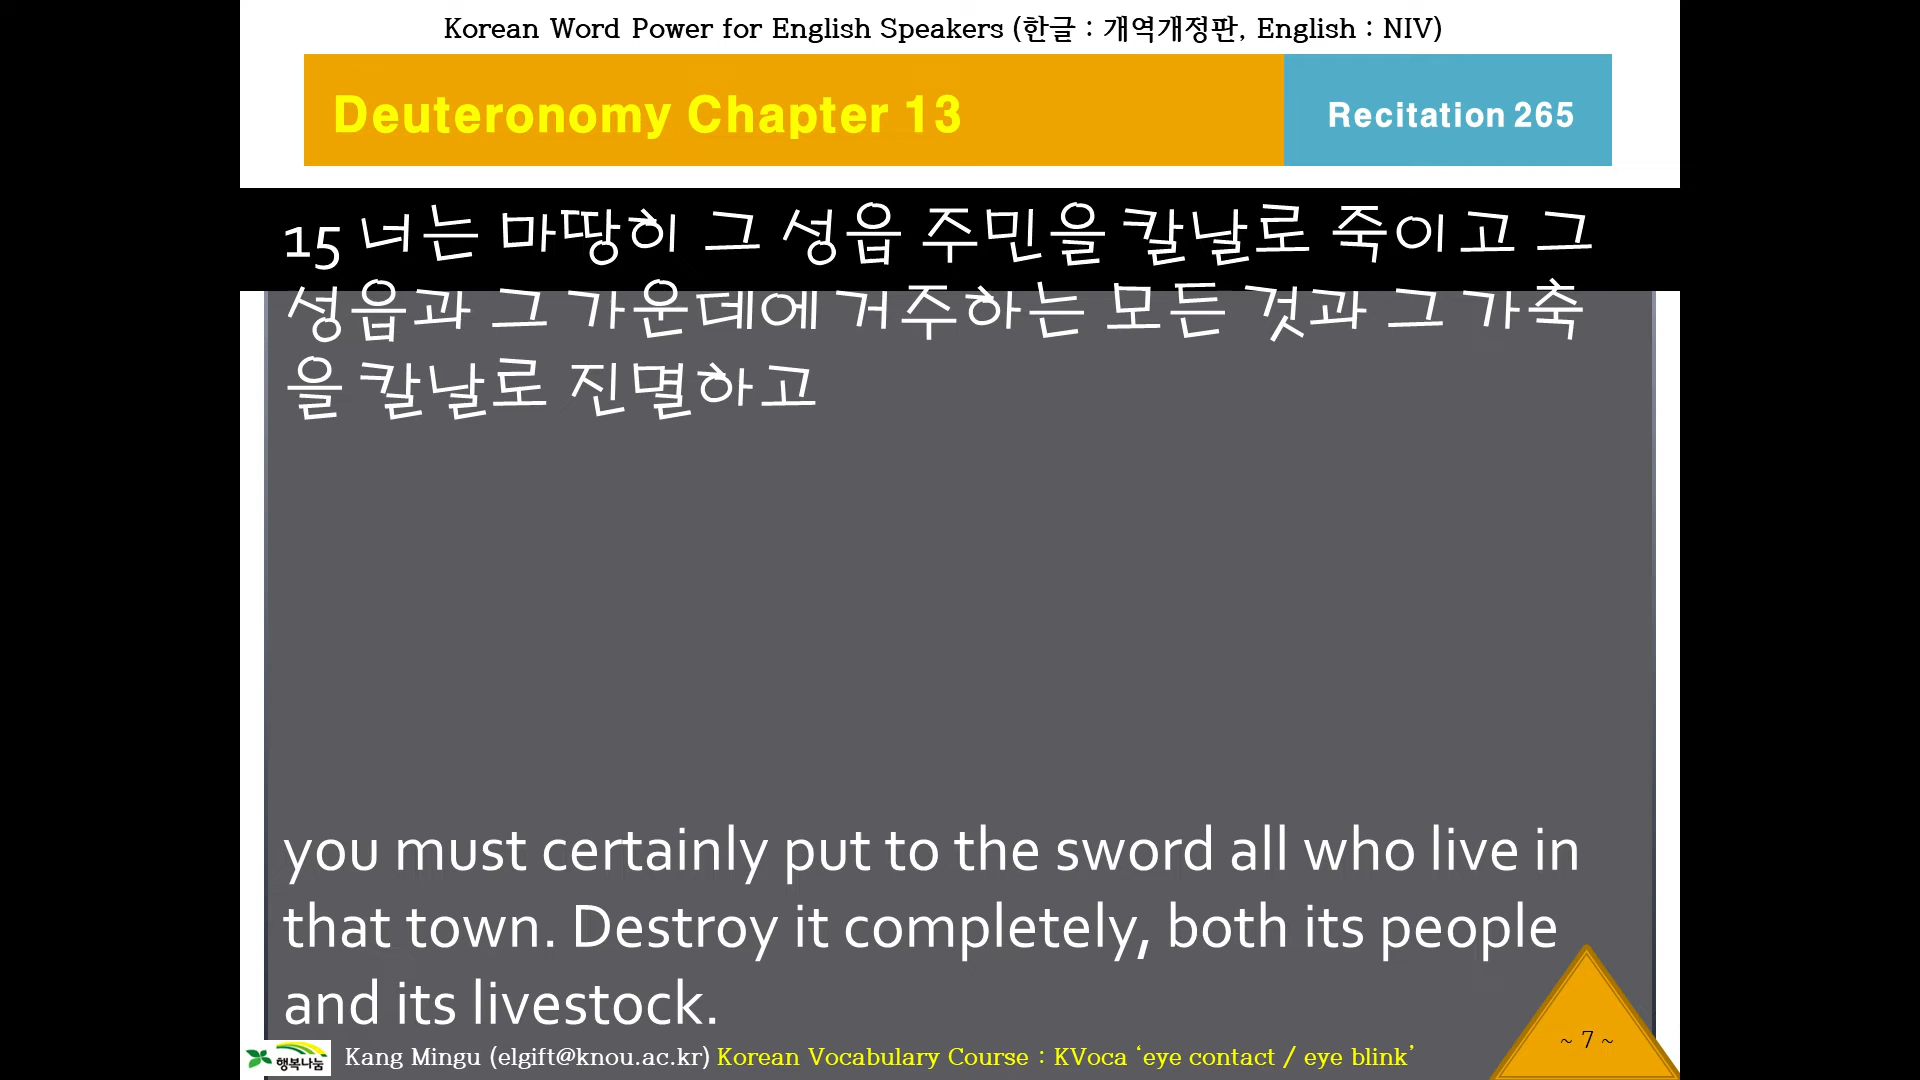 Korean Word Power for English Speakers (한글 : 개역개정판, English : NIV)
Deuteronomy Chapter 13
Recitation 265
15 너는 마땅히 그 성읍 주민을 칼날로 죽이고 그
성읍과 그 가운데에 거주하는 모든 것과 그 가축
을 칼날로 진멸하고
you must certainly put to the sword all who live in
that town. Destroy it completely, both its people
and its livestock.
~ 7 ~
행복나눔
Kang Mingu (elgift@knou.ac.kr) Korean Vocabulary Course : KVoca ‘eye contact / eye blink’